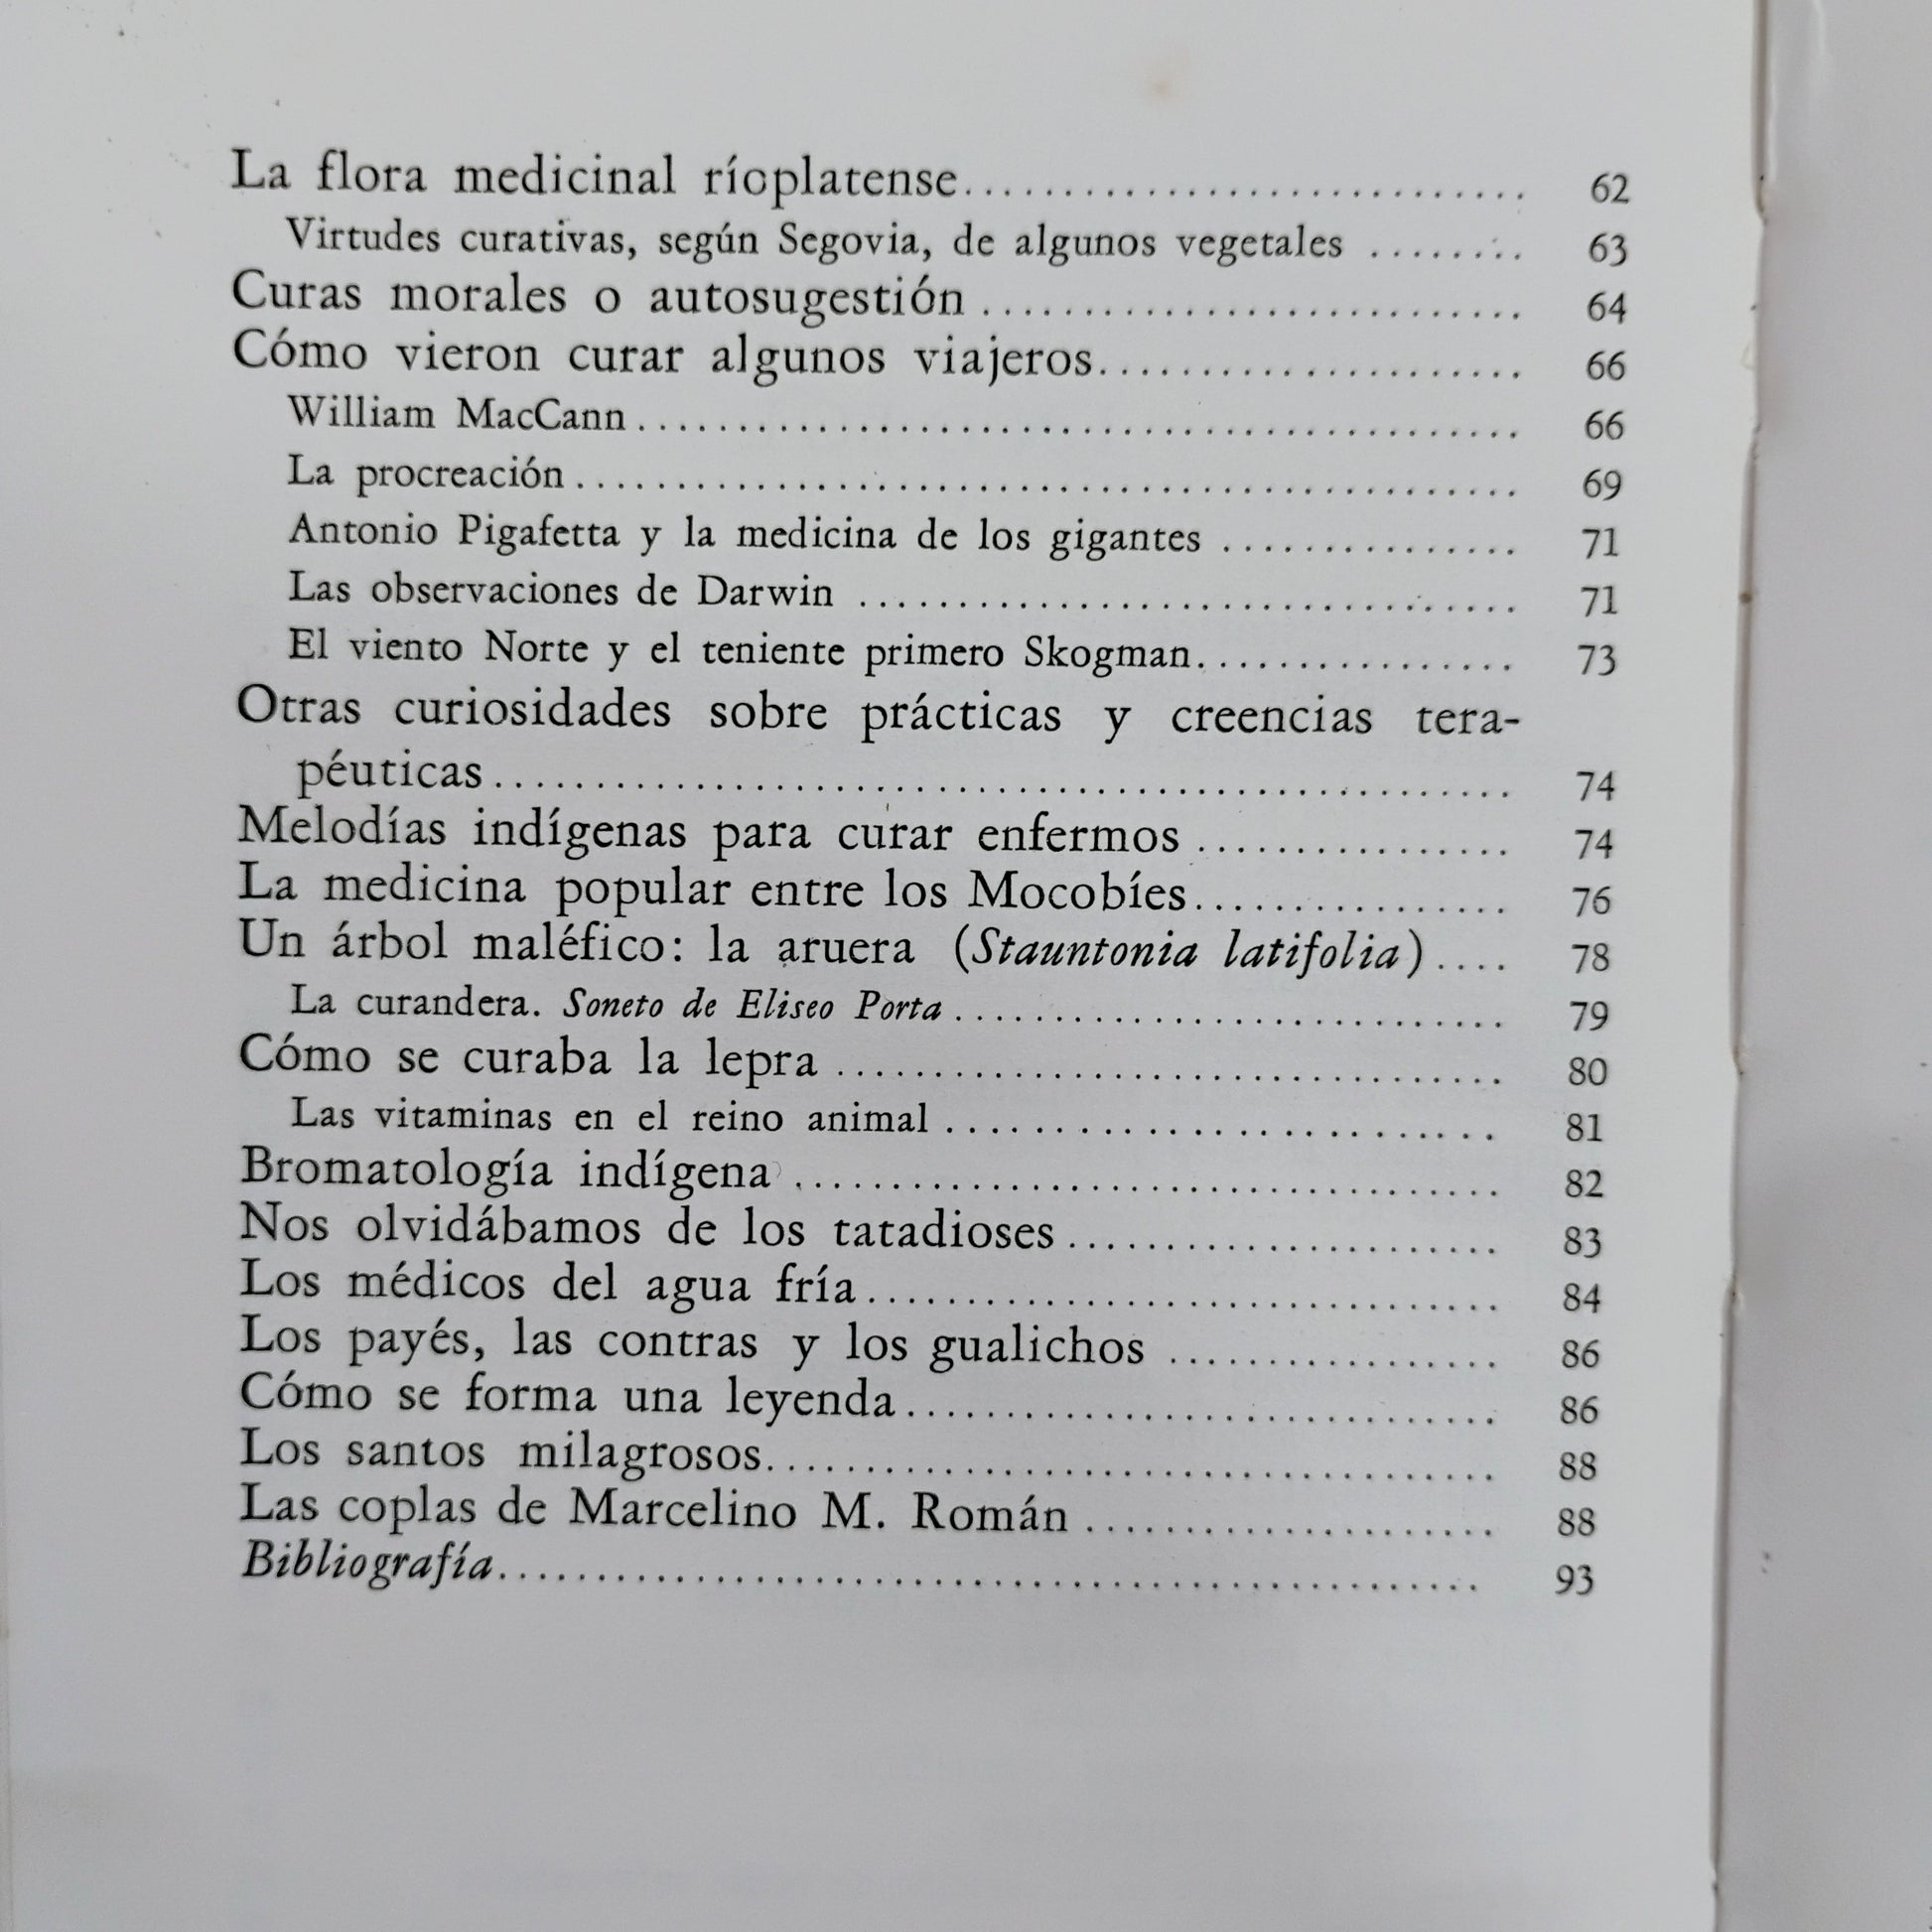 La flora medicinal ríoplatense.............................. 62
Virtudes curativas, según Segovia, de algunos vegetales ........ 63
Curas morales o autosugestión ........................... 64
Cómo vieron curar algunos viajeros...................... 66
William MacCann............................................ 66
La procreación............................................... 69
Antonio Pigafetta y la medicina de los gigantes ............... 71
Las observaciones de Darwin ................................. 71
El viento Norte y el teniente primero Skogman................ 73
Otras curiosidades sobre prácticas y creencias tera-
péuticas................................................... 74
Melodías indígenas para curar enfermos ................ 74
La medicina popular entre los Mocobíes................ 76
Un árbol maléfico: la aruera (Stauntonia latifolia).... 78
La curandera. Soneto de Eliseo Porta............................ 79
Cómo se curaba la lepra .................................. 80
Las vitaminas en el reino animal ............................ 81
Bromatología indígena ................................... 82
Nos olvidábamos de los tatadioses...................... 83
Los médicos del agua fría................................ 84
Los payés, las contras y los gualichos ................. 86
Cómo se forma una leyenda.............................. 86
Los santos milagrosos..................................... 88
Las coplas de Marcelino M. Román ..................... 88
Bibliografía................................................. 93